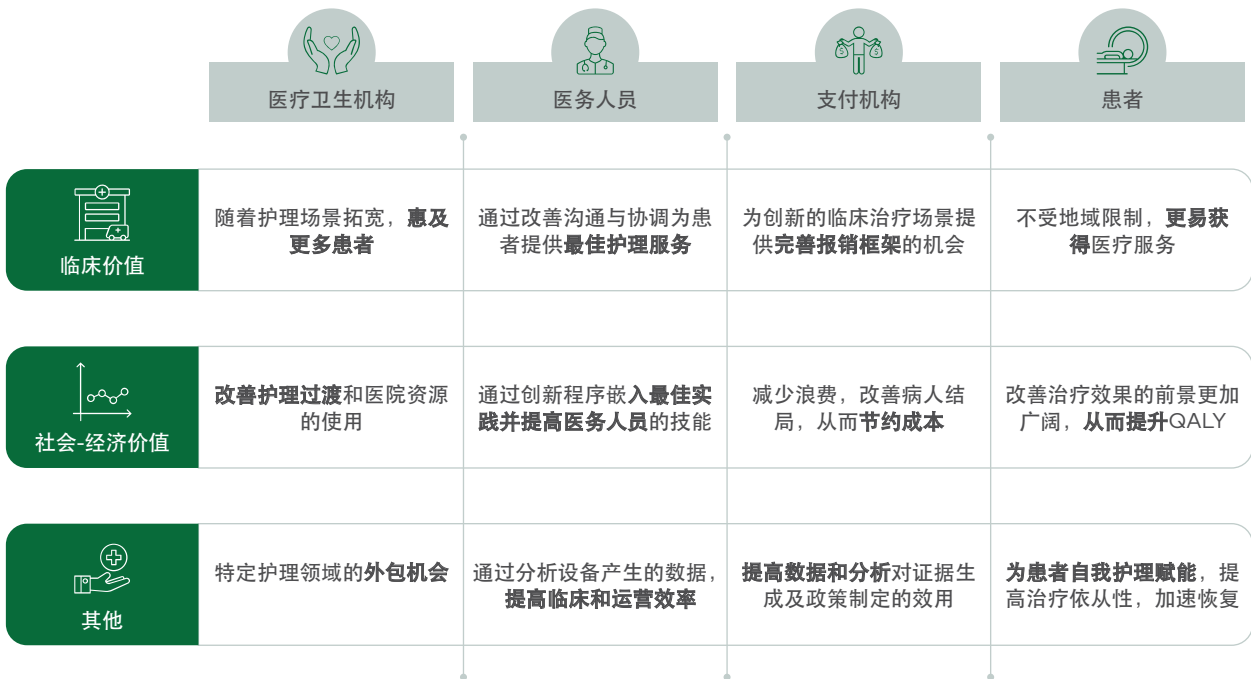 医疗卫生机构
医务人员
支付机构
患者
临床价值
随着护理场景拓宽，惠及
更多患者
通过改善沟通与协调为患
者提供最佳护理服务
为创新的临床治疗场景提
供完善报销框架的机会
不受地域限制，更易获
得医疗服务
社会-经济价值
改善护理过渡和医院资源
的使用
通过创新程序嵌入最佳实
践并提高医务人员的技能
减少浪费，改善病人结
局，从而节约成本
改善治疗效果的前景更加
广阔，从而提升QALY
其他
特定护理领域的外包机会
通过分析设备产生的数据，
提高临床和运营效率
提高数据和分析对证据生
成及政策制定的效用
为患者自我护理赋能，提
高治疗依从性，加速恢复